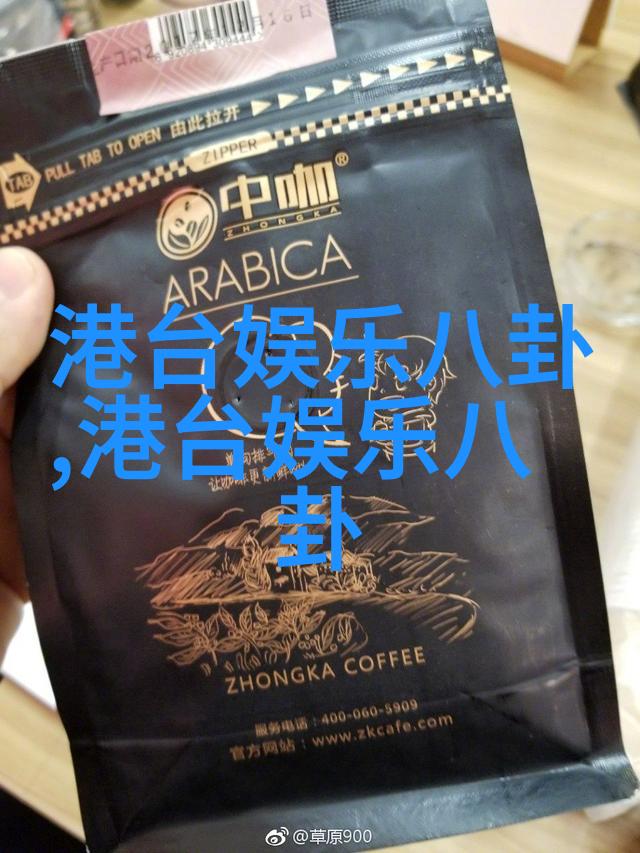 PULL TAB TO OPEN 由此拉开
TAB
ZIPPER
中咖®
ZHONGKA
ARABICA
港台娱乐八卦
,港台娱乐八
卦
ZHONGKA COFFEE
服务电话：400-060-5909
官方网站：www.zkcafe.com
@草原900